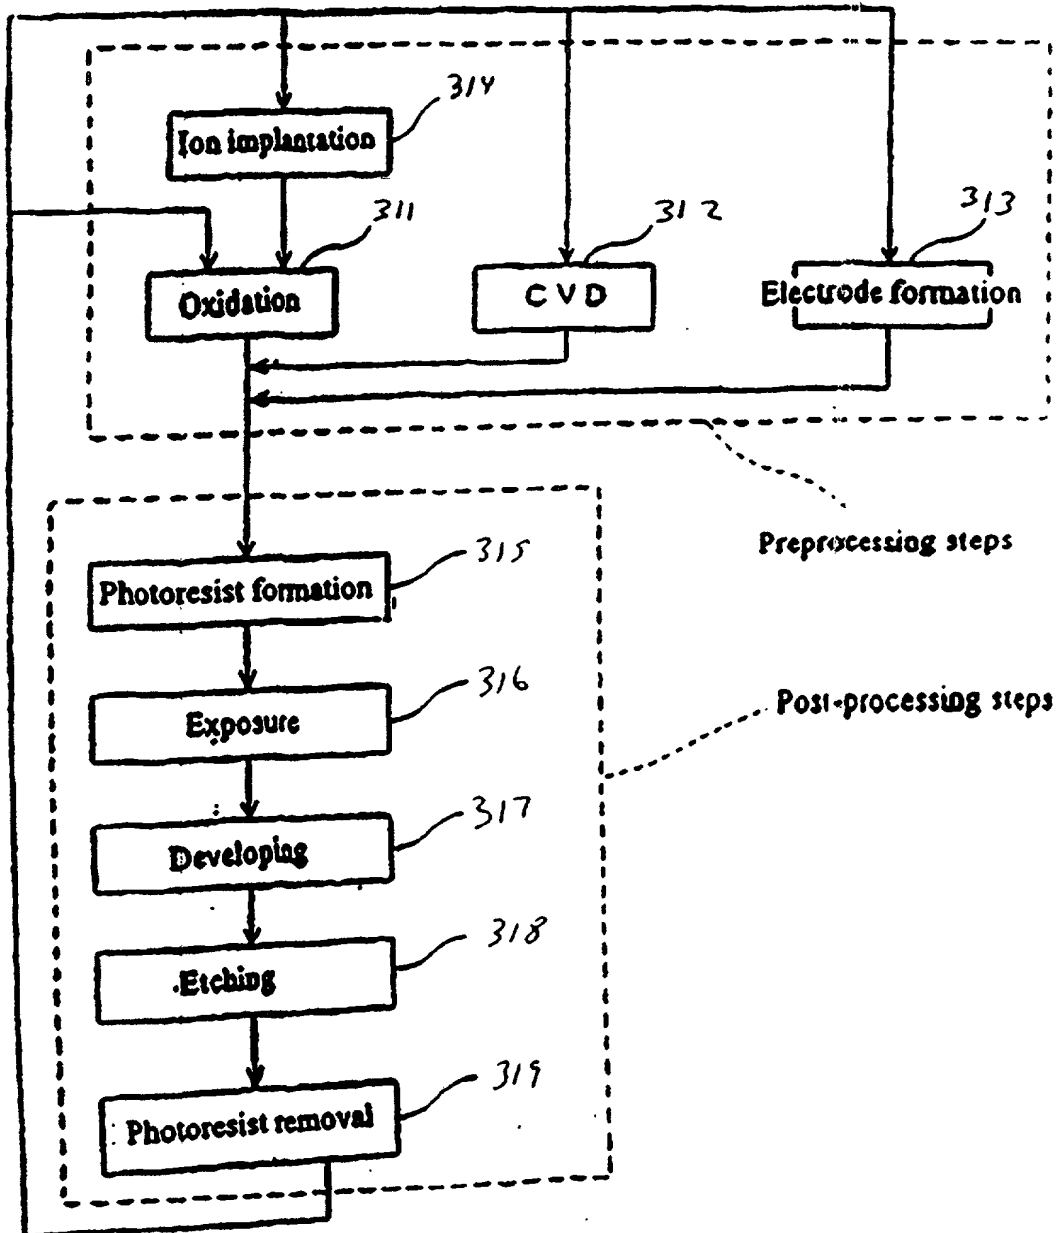 314
Ion implantation
311
312
313
Oxidation
CVD
Electrode formation
Preprocessing steps
315
Photoresist formation
316
Exposure
Post-processing steps
317
Developing
318
Etching
319
Photoresist removal